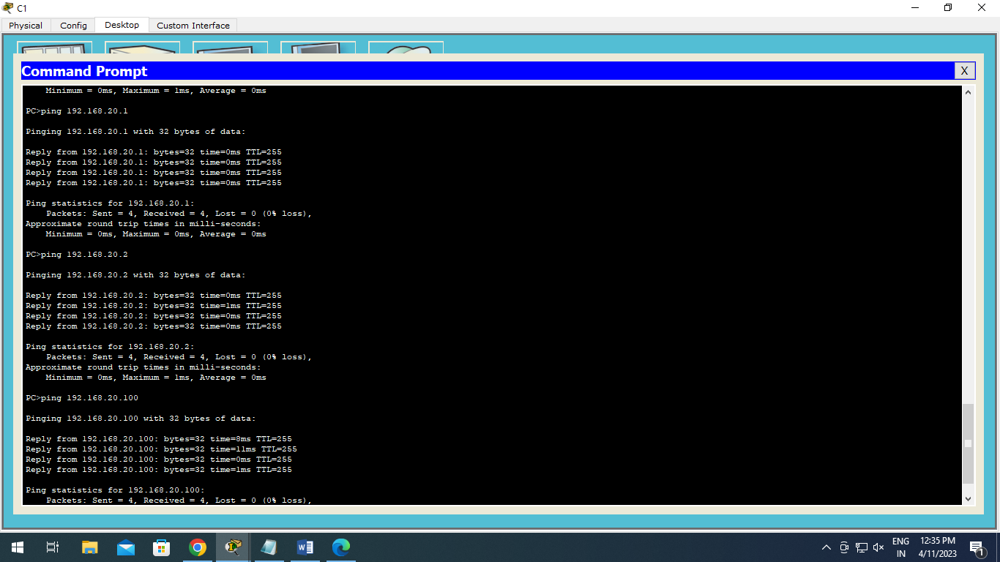 C1
Physical Config Desktop Custom Interface
Command Prompt X
Minimum = 0ms, Maximum = 1ms, Average = 0ms
PC>ping 192.168.20.1
Pinging 192.168.20.1 with 32 bytes of data:
Reply from 192.168.20.1: bytes=32 time=0ms TTL=255
Reply from 192.168.20.1: bytes=32 time=0ms TTL=255
Reply from 192.168.20.1: bytes=32 time=0ms TTL=255
Reply from 192.168.20.1: bytes=32 time=0ms TTL=255
Ping statistics for 192.168.20.1:
Packets: Sent = 4, Received = 4, Lost = 0 (0% loss),
Approximate round trip times in milli-seconds:
Minimum = 0ms, Maximum = 0ms, Average = 0ms
PC>ping 192.168.20.2
Pinging 192.168.20.2 with 32 bytes of data:
Reply from 192.168.20.2: bytes=32 time=0ms TTL=255
Reply from 192.168.20.2: bytes=32 time=1ms TTL=255
Reply from 192.168.20.2: bytes=32 time=0ms TTL=255
Reply from 192.168.20.2: bytes=32 time=0ms TTL=255
Ping statistics for 192.168.20.2:
Packets: Sent = 4, Received = 4, Lost = 0 (0% loss),
Approximate round trip times in milli-seconds:
Minimum = 0ms, Maximum = 1ms, Average = 0ms
PC>ping 192.168.20.100
Pinging 192.168.20.100 with 32 bytes of data:
Reply from 192.168.20.100: bytes=32 time=8ms TTL=255
Reply from 192.168.20.100: bytes=32 time=11ms TTL=255
Reply from 192.168.20.100: bytes=32 time=0ms TTL=255
Reply from 192.168.20.100: bytes=32 time=1ms TTL=255
Ping statistics for 192.168.20.100:
Packets: Sent = 4, Received = 4, Lost = 0 (0% loss),
ENG 12:35 PM
IN 4/11/2023 1